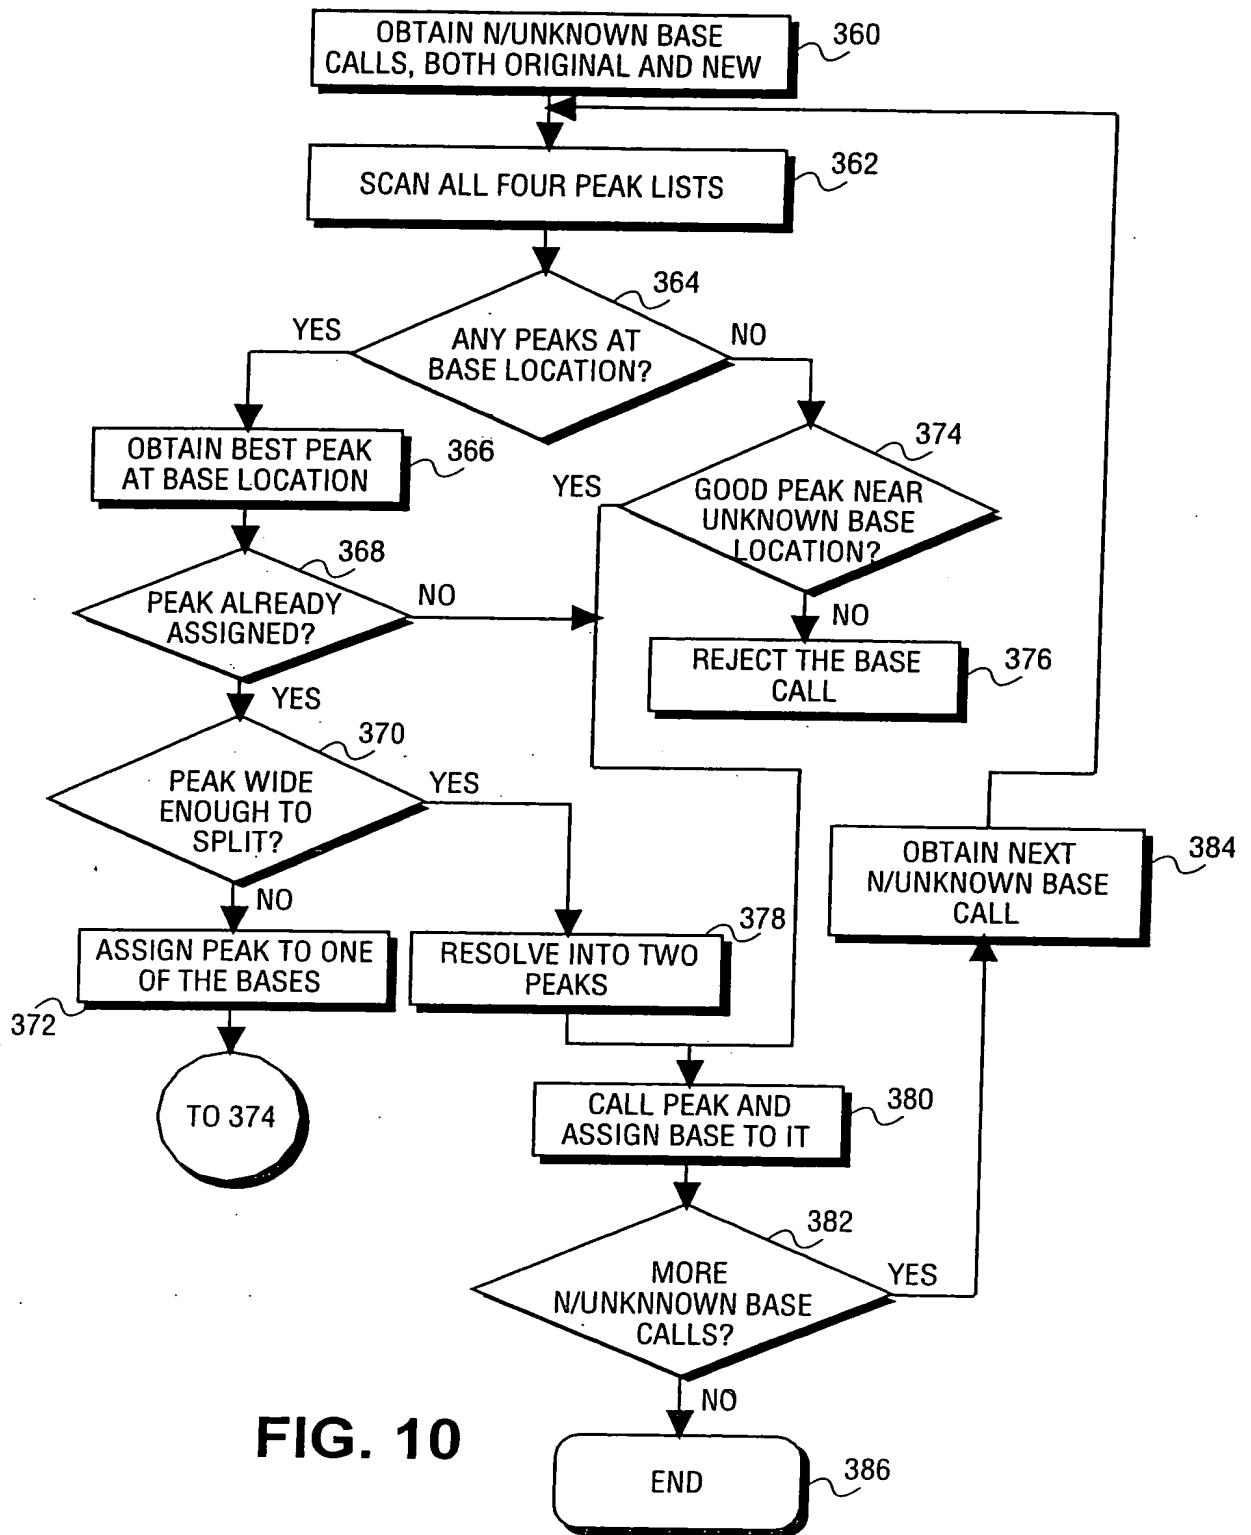 OBTAIN N/UNKNOWN BASE
CALLS, BOTH ORIGINAL AND NEW
360
SCAN ALL FOUR PEAK LISTS
362
364
YES
ANY PEAKS AT
BASE LOCATION?
NO
OBTAIN BEST PEAK
AT BASE LOCATION
366
374
YES
GOOD PEAK NEAR
UNKNOWN BASE
LOCATION?
368
PEAK ALREADY
ASSIGNED?
NO
NO
REJECT THE BASE
CALL
376
YES
370
PEAK WIDE
ENOUGH TO
SPLIT?
YES
OBTAIN NEXT
N/UNKNOWN BASE
CALL
384
NO
378
ASSIGN PEAK TO ONE
OF THE BASES
372
RESOLVE INTO TWO
PEAKS
TO 374
CALL PEAK AND
ASSIGN BASE TO IT
380
382
MORE
N/UNKNNOWN BASE
CALLS?
YES
NO
FIG. 10
END
386